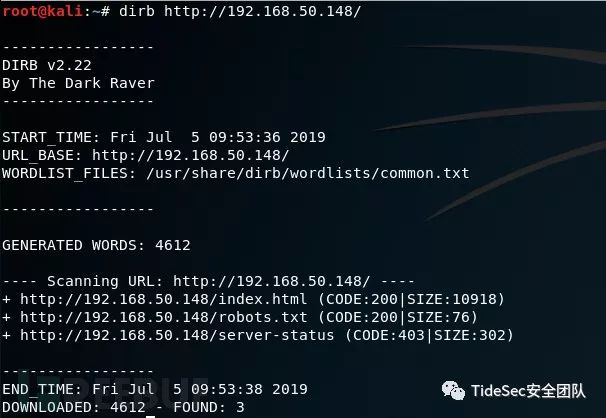 root@kali:~# dirb http://192.168.50.148/
-----------------
DIRB v2.22
By The Dark Raver
-----------------
START_TIME: Fri Jul  5 09:53:36 2019
URL_BASE: http://192.168.50.148/
WORDLIST_FILES: /usr/share/dirb/wordlists/common.txt
-----------------
GENERATED WORDS: 4612
---- Scanning URL: http://192.168.50.148/ ----
+ http://192.168.50.148/index.html (CODE:200|SIZE:10918)
+ http://192.168.50.148/robots.txt (CODE:200|SIZE:76)
+ http://192.168.50.148/server-status (CODE:403|SIZE:302)
-----------------
END_TIME: Fri Jul  5 09:53:38 2019
DOWNLOADED: 4612 - FOUND: 3
TideSec安全团队